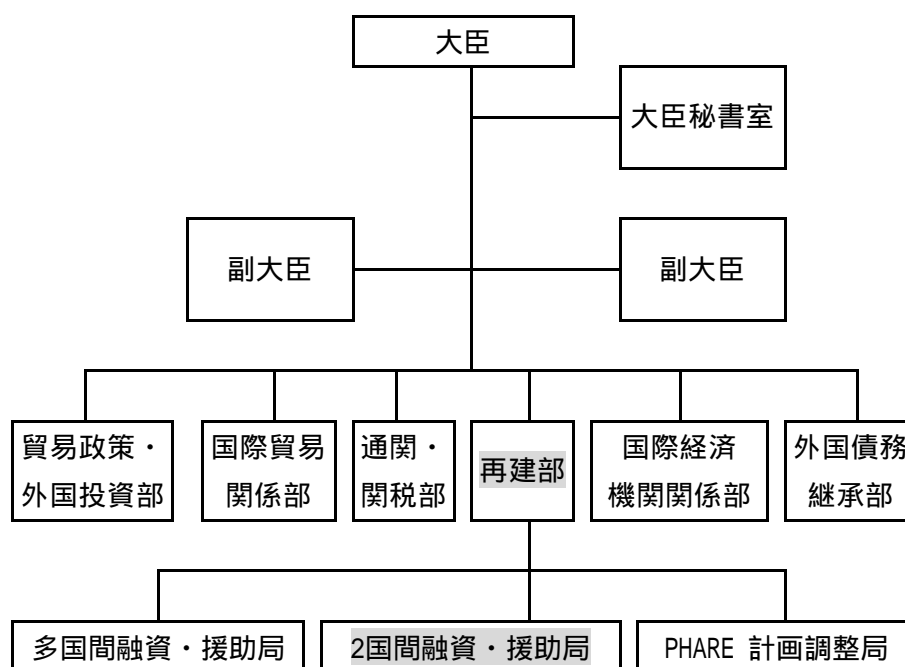 大臣
大臣秘書室
副大臣
副大臣
貿易政策・
外国投資部
国際貿易
関係部
通関・
関税部
再建部
国際経済
機関関係部
外国債務
継承部
多国間融資・援助局
2国間融資・援助局
PHARE 計画調整局